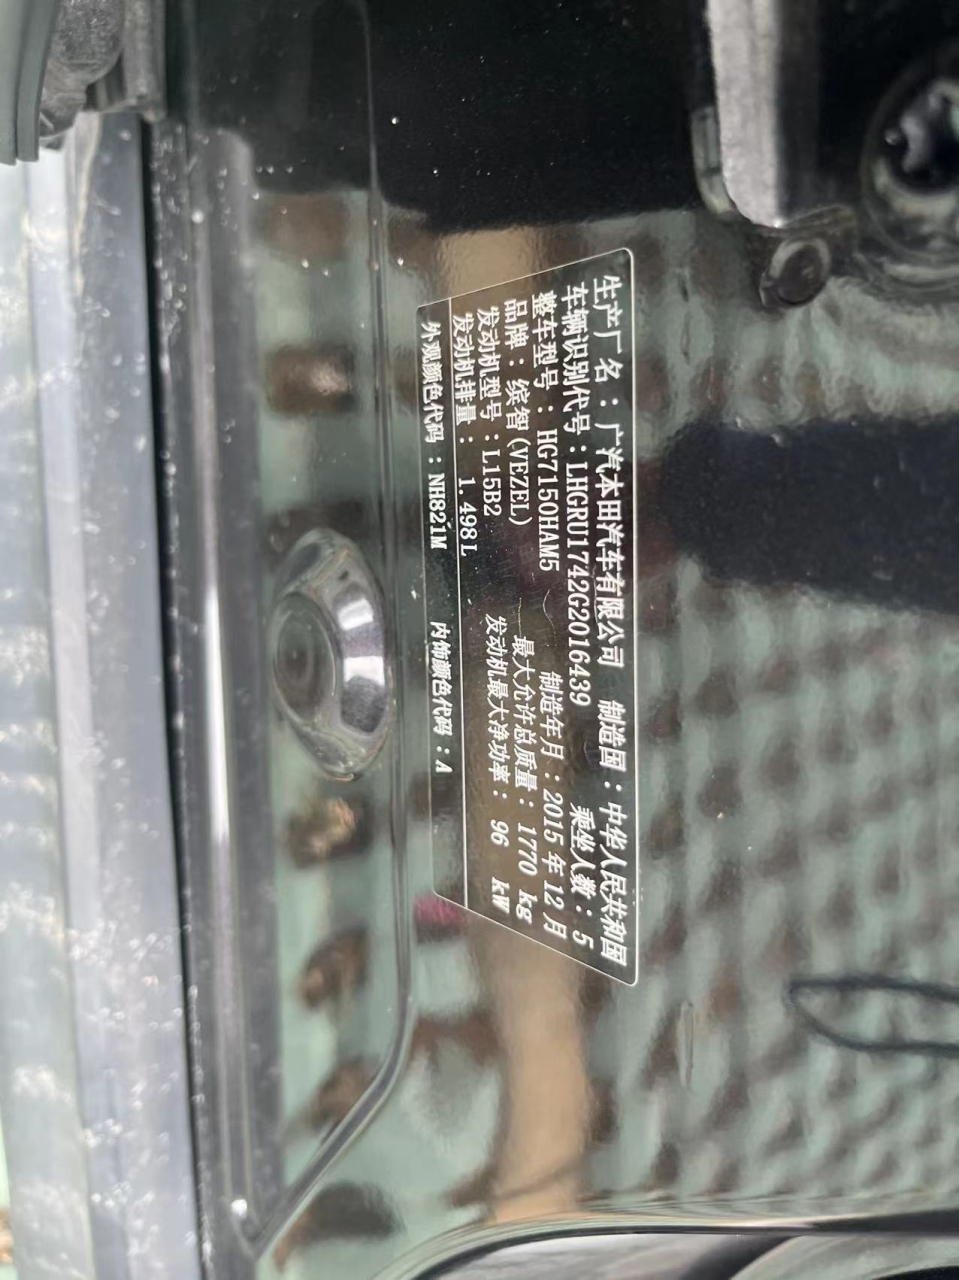 生产厂名：广汽本田汽车有限公司 制造国：中华人民共和国
车辆识别代号：LHGRU1742G2016439 乘坐人数：5
整车型号：HG7150HAM5 制造年月：2015年12月
品牌：缤智(VEZEL) 最大允许总质量：1770 kg
发动机型号：L15B2 发动机最大净功率：96 kW
发动机排量：1.498L
外观颜色代码：NH821M 内饰颜色代码：A